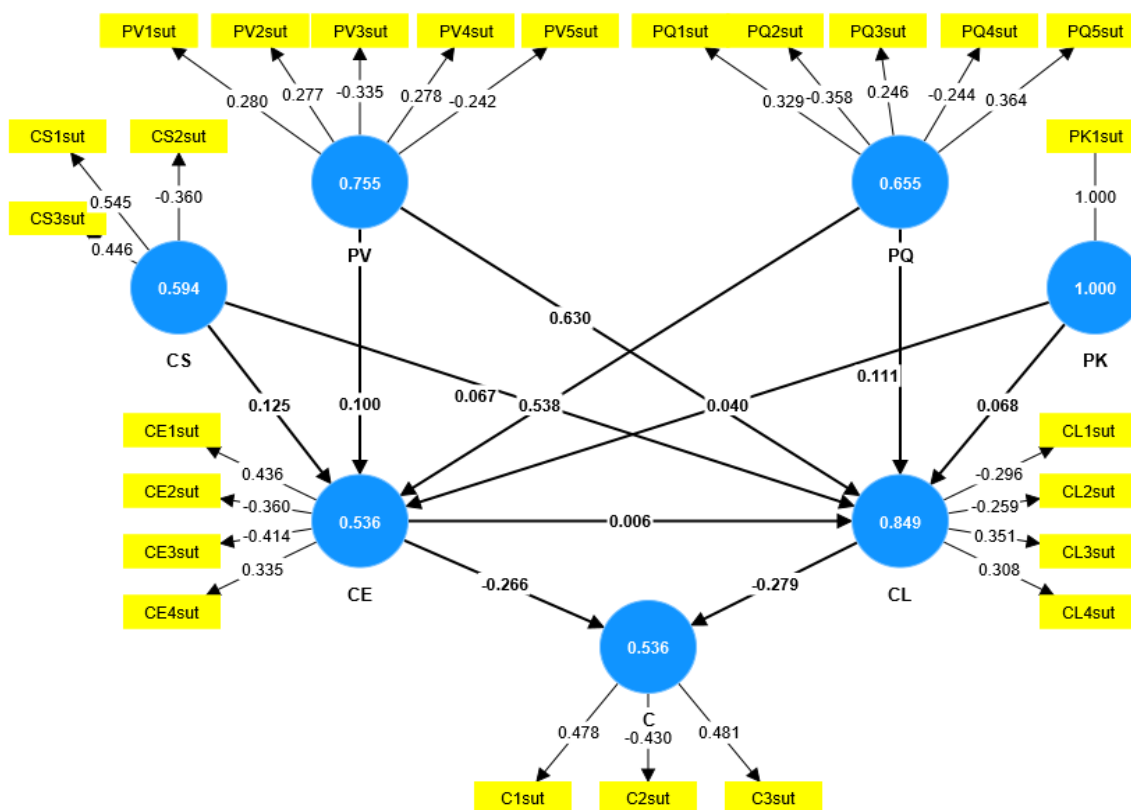 PV1sut PV2sut PV3sut PV4sut PV5sut PQ1sut PQ2sut PQ3sut PQ4sut PQ5sut
0.280 0.277 -0.335 0.278 -0.242 0.329 -0.358 0.246 -0.244 0.364
CS1sut CS2sut PK1sut
0.545 -0.360 1.000
CS3sut
0.446
0.755 0.655
PV PQ
0.594 1.000
CS PK
0.630
0.125 0.100 0.067 0.538 0.040 0.111 0.068
CE1sut CL1sut
0.436 -0.296
CE2sut CL2sut
-0.360 -0.259
CE3sut CL3sut
-0.414 0.351
CE4sut CL4sut
0.335 0.308
0.536 0.006 0.849
CE CL
-0.266 -0.279
0.536
C
0.478 -0.430 0.481
C1sut C2sut C3sut